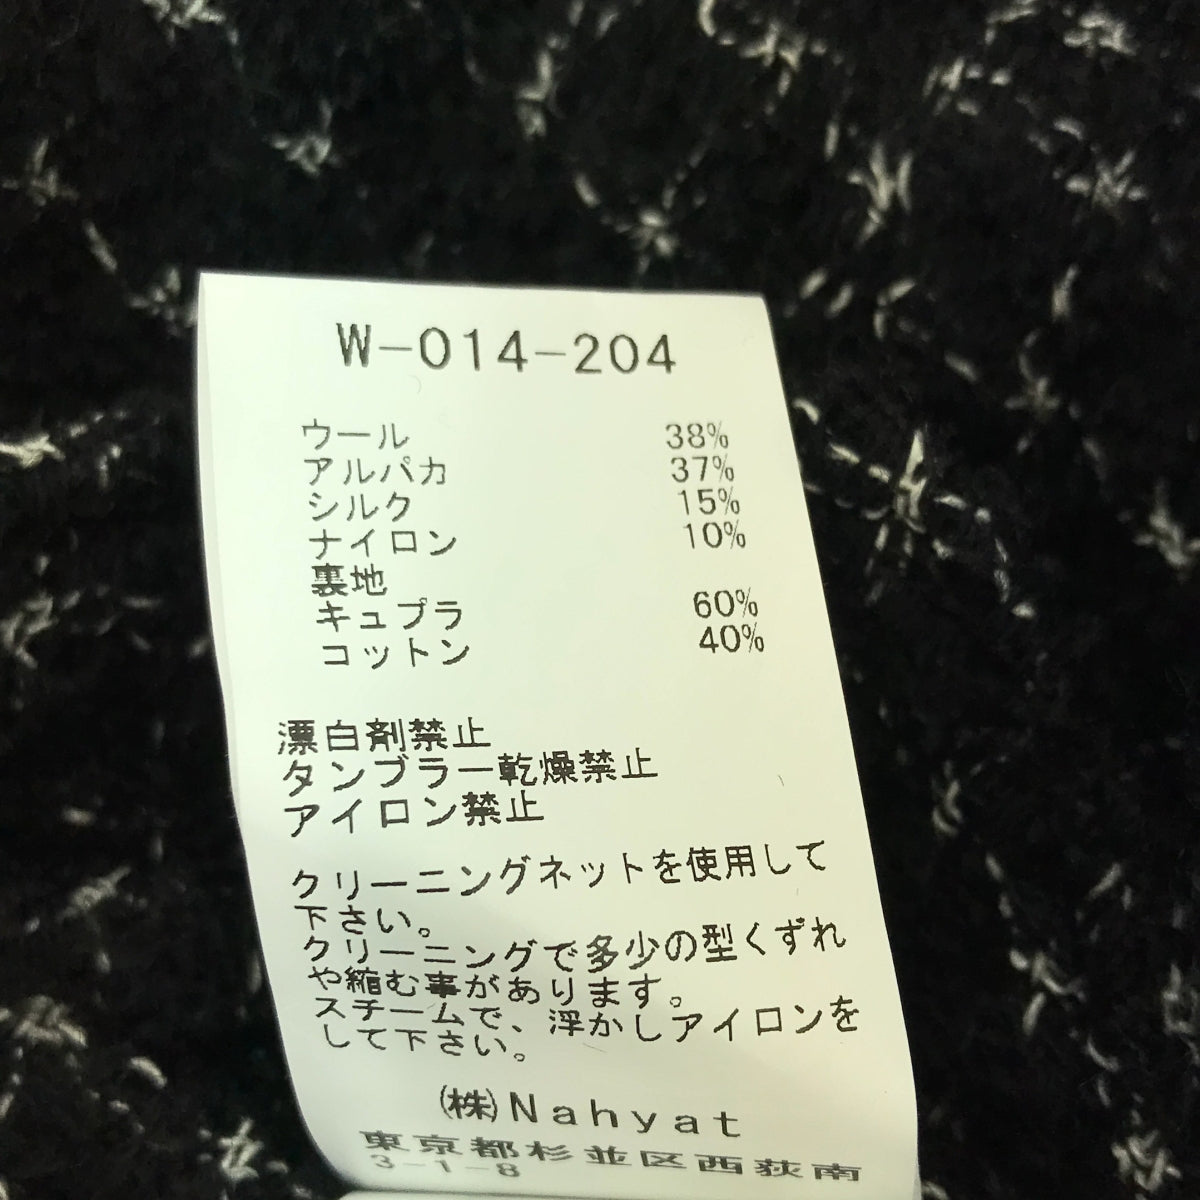 W-014-204
ウール 38%
アルパカ 37%
シルク 15%
ナイロン 10%
裏地
キュプラ 60%
コットン 40%
漂白剤禁止
タンブラー乾燥禁止
アイロン禁止
クリーニングネットを使用して
下さい。
クリーニングで多少の型くずれ
や縮む事があります。
スチームで、浮かしアイロンを
して下さい。
㈱Nahyat
東京都杉並区西荻南
3-1-8